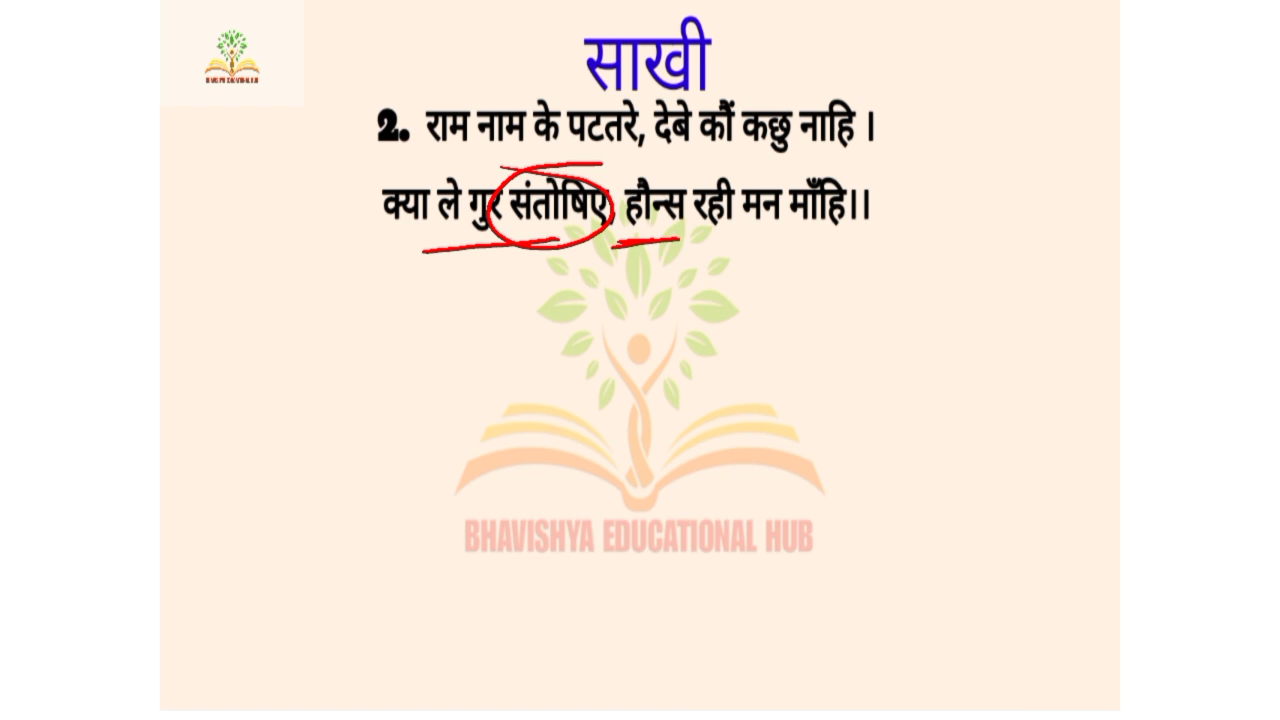 साखी
2. राम नाम के पटतरे, देबे कौं कछु नाहि ।
क्या ले गुर संतोषिए, हौन्स रही मन माँहि।।
BHAVISHYA EDUCATIONAL HUB